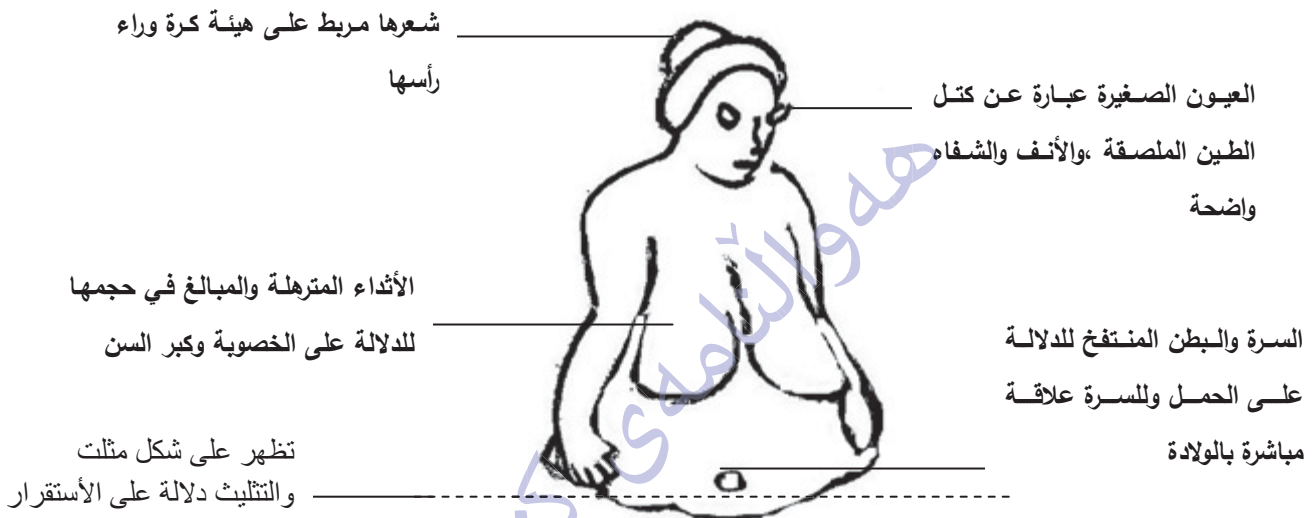 شعرها مربط على هيئة كرة وراء
رأسها
العيون الصغيرة عبارة عن كتل
الطين الملصقة ،والأنف والشفاه
واضحة
الأثداء المترهلة والمبالغ في حجمها
للدلالة على الخصوبة وكبر السن
السرة والبطن المنتفخ للدلالة
على الحمل وللسرة علاقة
مباشرة بالولادة
تظهر على شكل مثلت
والتثليث دلالة على الأستقرار
هەواڵنامەی